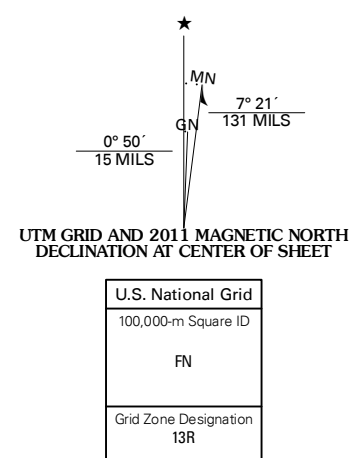 ★
MN
GN
7° 21´
131 MILS
0° 50´
15 MILS
UTM GRID AND 2011 MAGNETIC NORTH
DECLINATION AT CENTER OF SHEET
U.S. National Grid
100,000-m Square ID
FN
Grid Zone Designation
13R